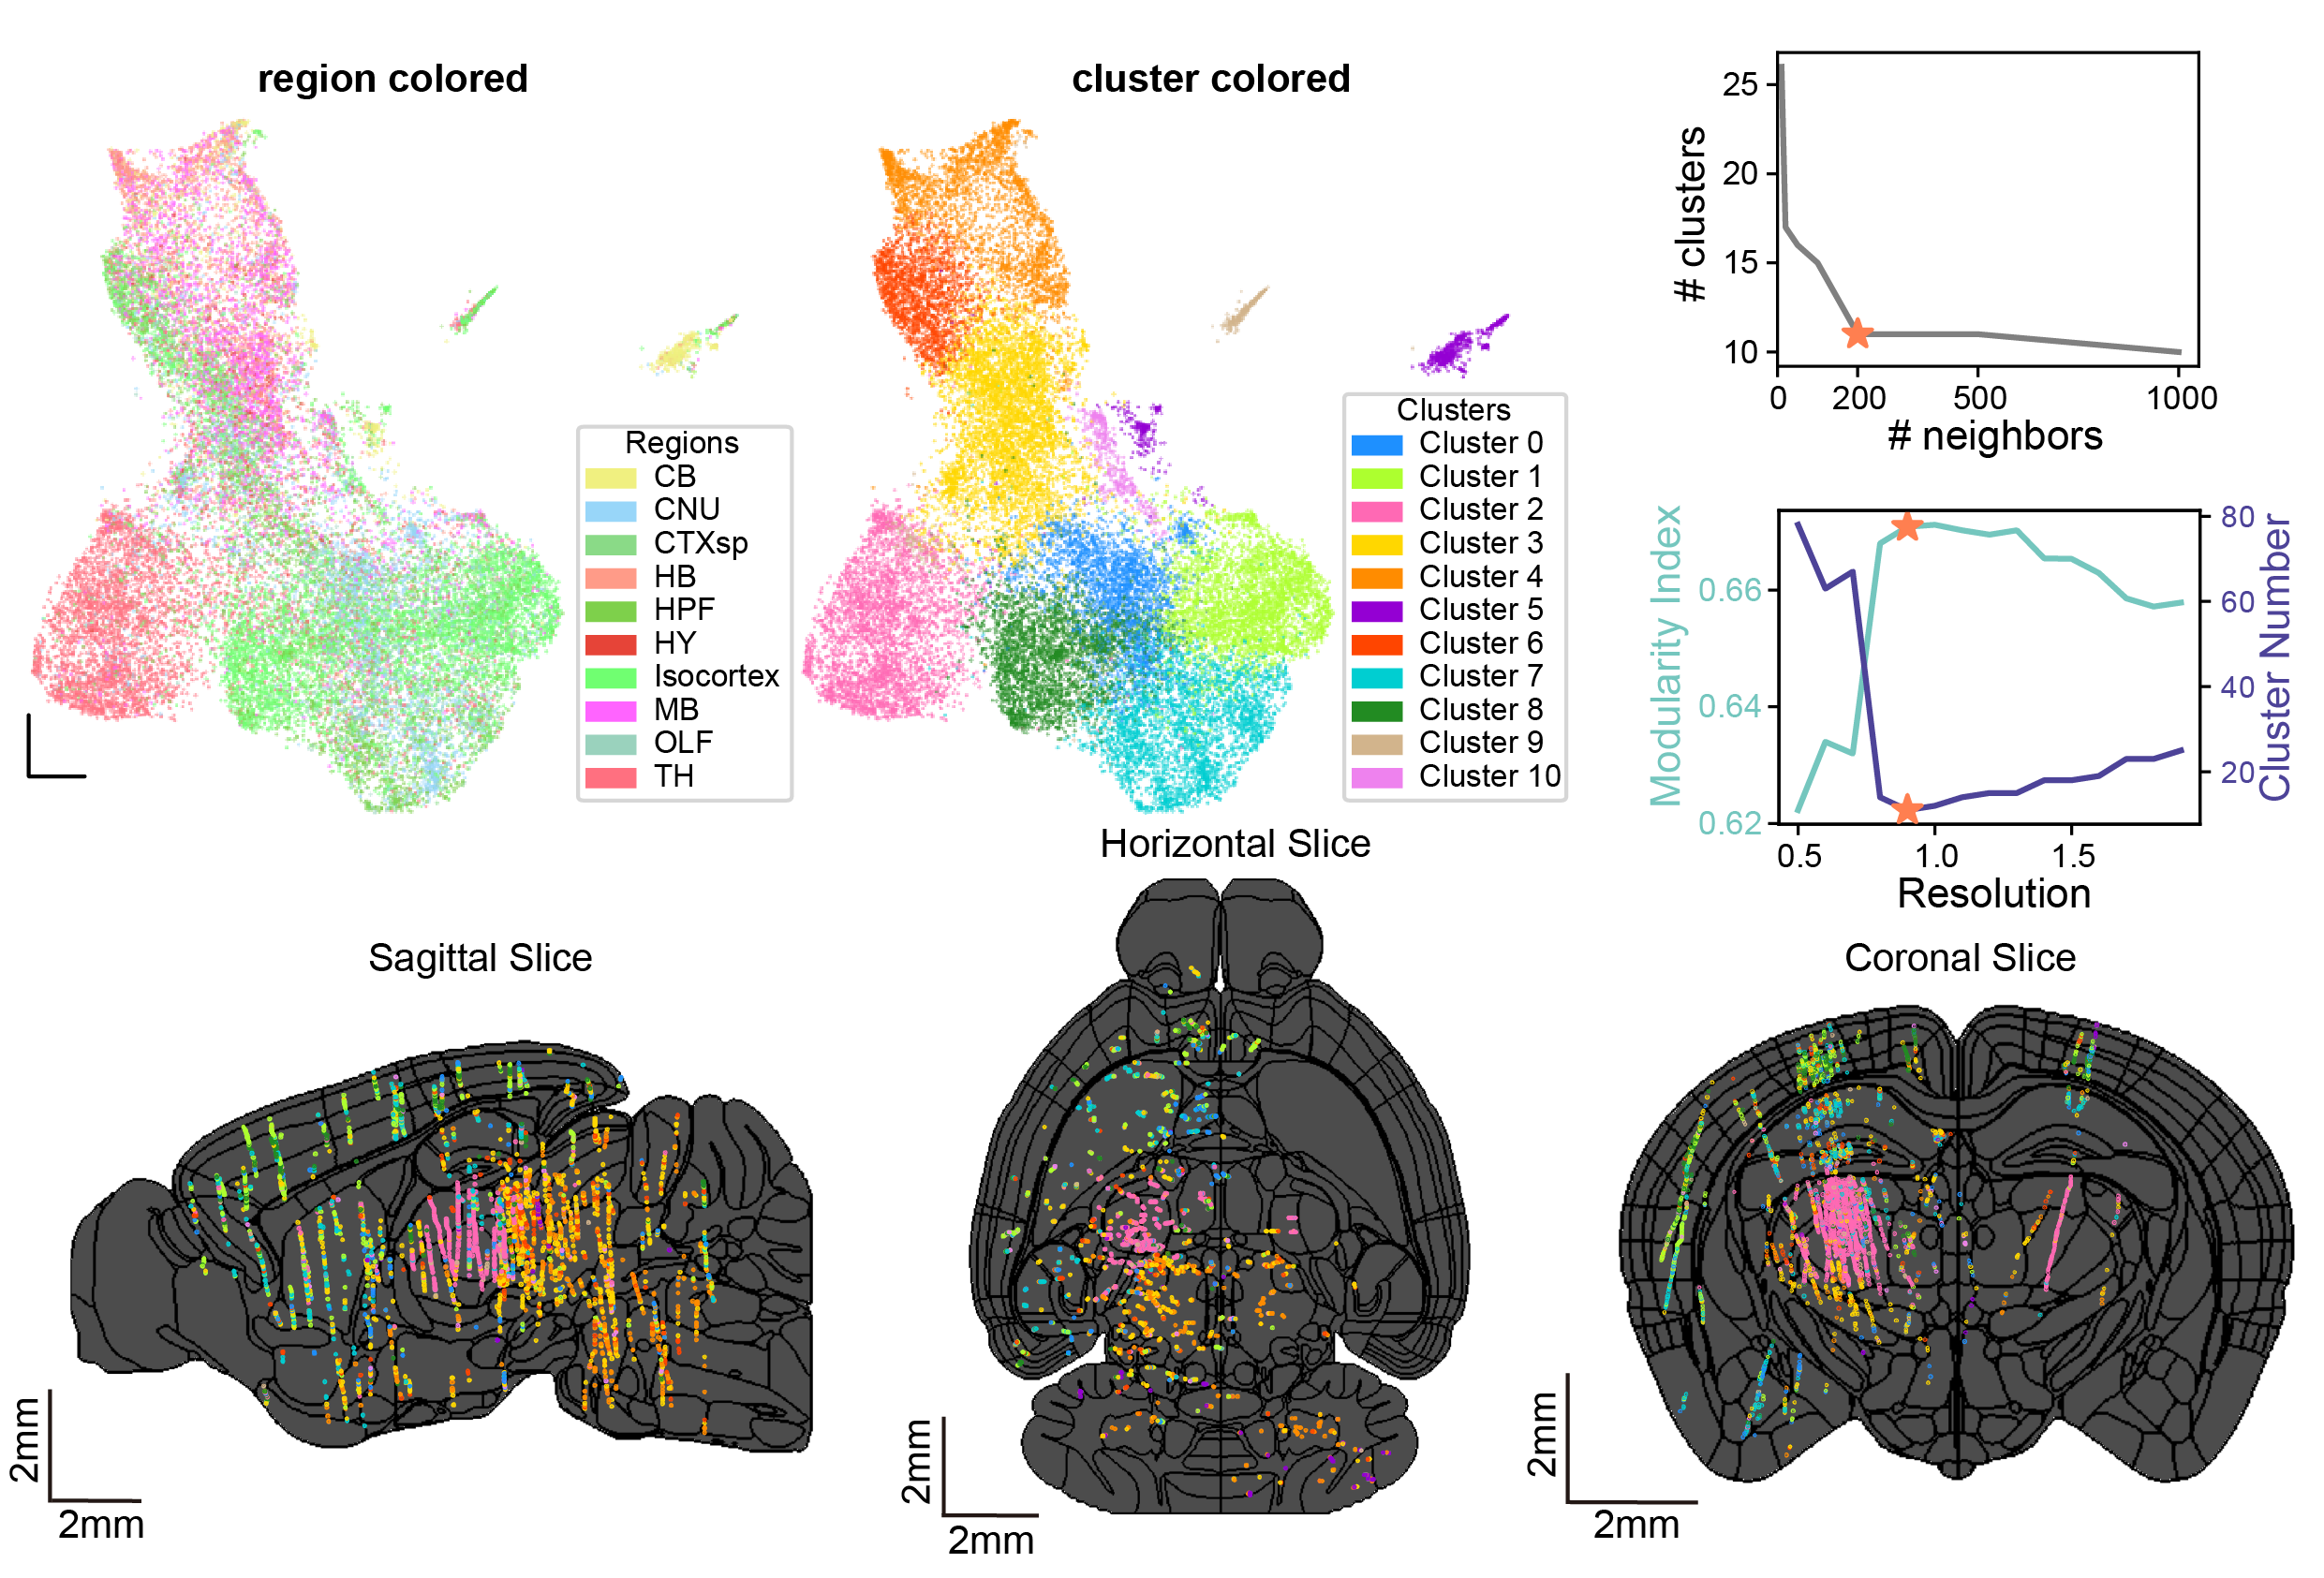 region colored
cluster colored
Regions
CB
CNU
CTXsp
HB
HPF
HY
Isocortex
MB
OLF
TH
Clusters
Cluster 0
Cluster 1
Cluster 2
Cluster 3
Cluster 4
Cluster 5
Cluster 6
Cluster 7
Cluster 8
Cluster 9
Cluster 10
# clusters
25
20
15
10
0 200 500 1000
# neighbors
Modularity Index
0.66
0.64
0.62
80
60
40
20
Cluster Number
0.5 1.0 1.5
Resolution
Sagittal Slice
2mm
2mm
Horizontal Slice
2mm
2mm
Coronal Slice
2mm
2mm